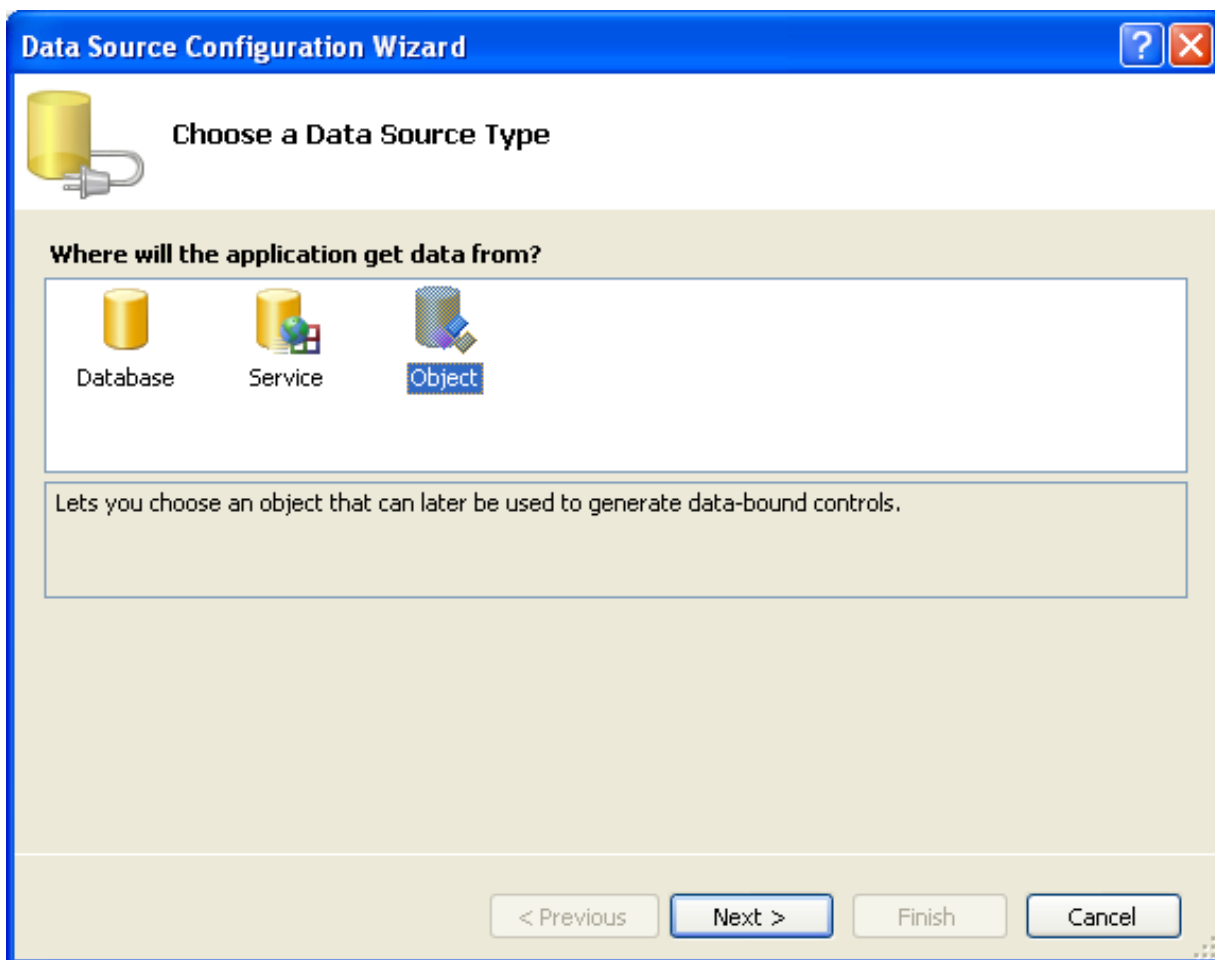 Data Source Configuration Wizard
Choose a Data Source Type
Where will the application get data from?
Database Service Object
Lets you choose an object that can later be used to generate data-bound controls.
< Previous Next > Finish Cancel